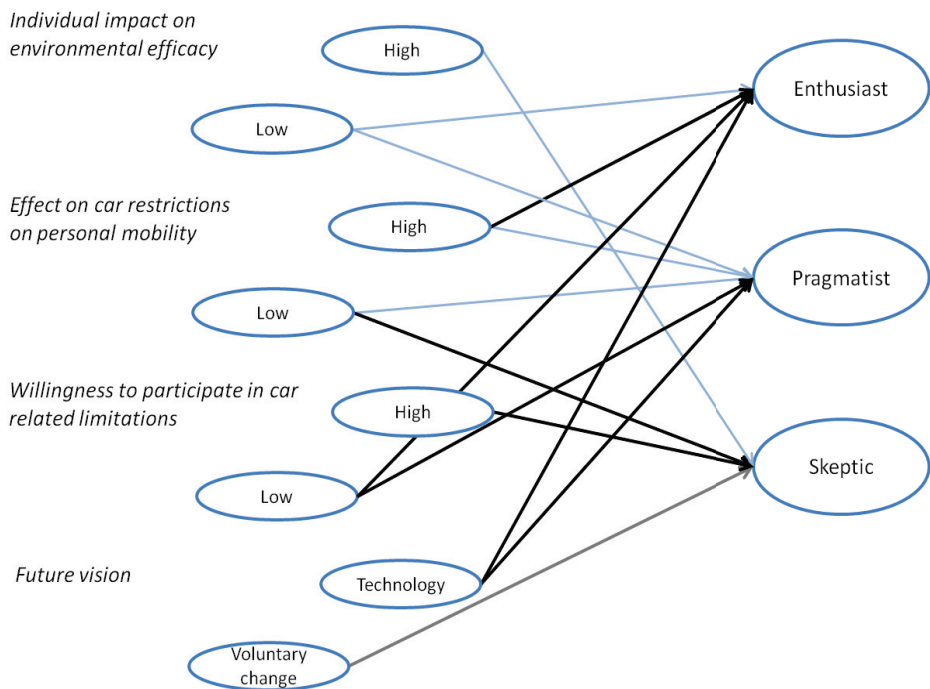 Individual impact on
environmental efficacy
High
Enthusiast
Low
Effect on car restrictions
on personal mobility
High
Pragmatist
Low
Willingness to participate in car
related limitations
High
Skeptic
Low
Future vision
Technology
Voluntary
change